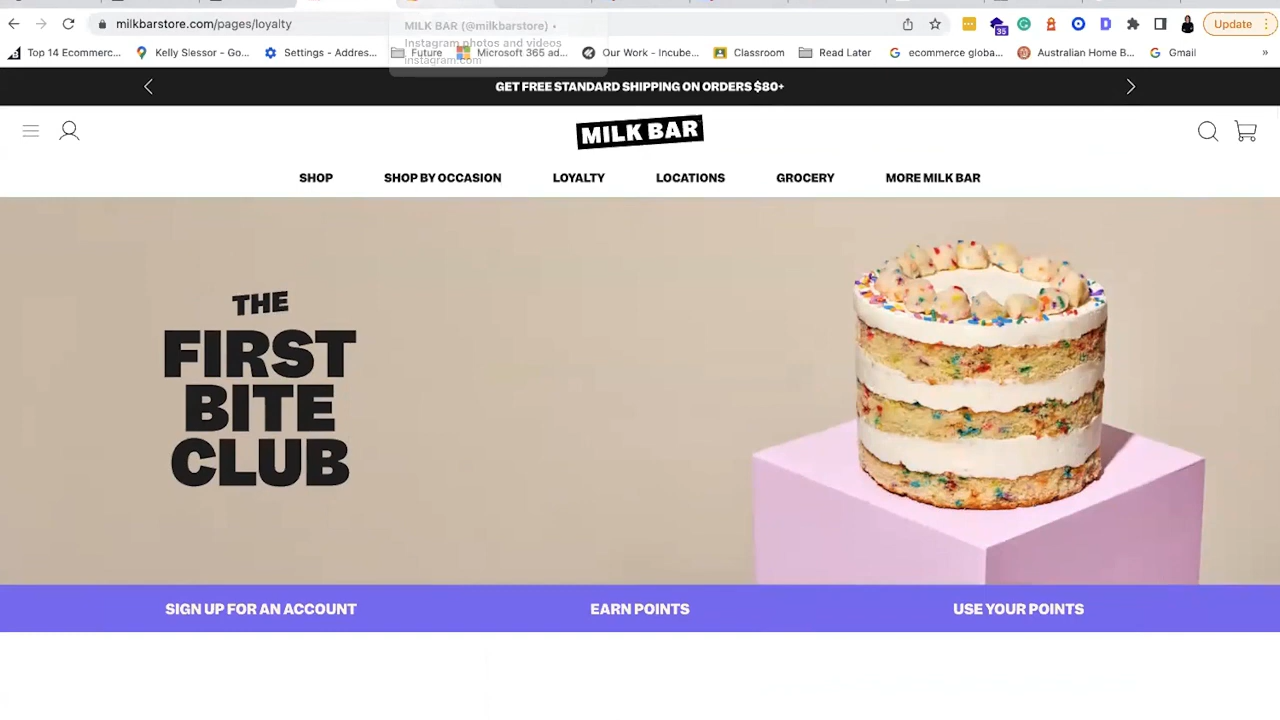 milkbarstore.com/pages/loyalty
MILK BAR (@milkbarstore) •
Instagram photos and videos
instagram.com
35
Update
Top 14 Ecommerc...
Kelly Slessor - Go...
Settings - Addres...
Future
Microsoft 365 ad...
Our Work - Incube...
Classroom
Read Later
ecommerce globa...
Australian Home B...
Gmail
»
GET FREE STANDARD SHIPPING ON ORDERS $80+
MILK BAR
SHOP
SHOP BY OCCASION
LOYALTY
LOCATIONS
GROCERY
MORE MILK BAR
THE
FIRST
BITE
CLUB
SIGN UP FOR AN ACCOUNT
EARN POINTS
USE YOUR POINTS